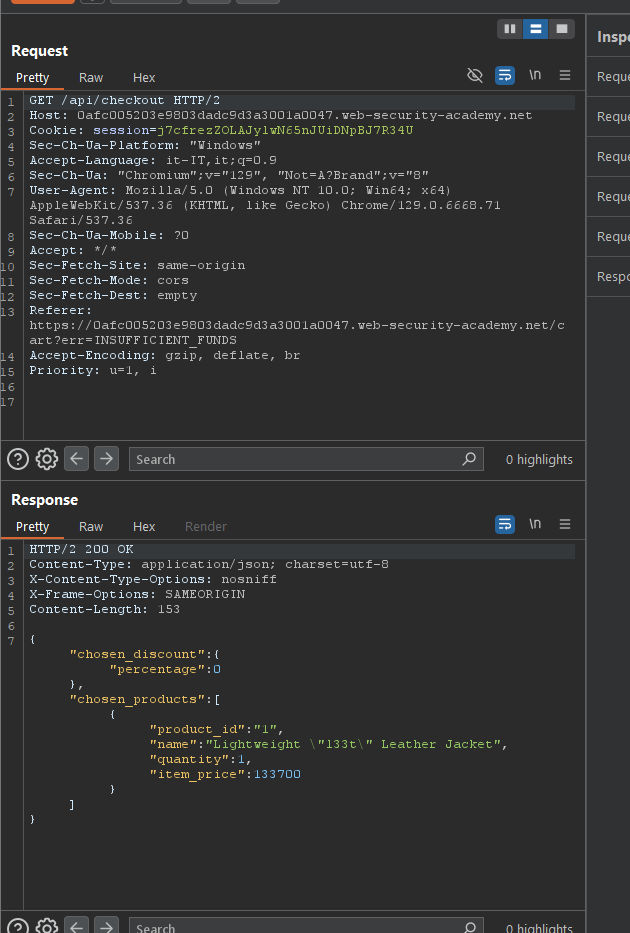 Inspe
Request
Pretty Raw Hex
\n
Reque
1 GET /api/checkout HTTP/2
2 Host: 0afc005203e9803dadc9d3a3001a0047.web-security-academy.net
Reque
3 Cookie: session=j7cfrezZOLAJylwN65nJUiDNpBJ7R34U
4 Sec-Ch-Ua-Platform: "Windows"
5 Accept-Language: it-IT,it;q=0.9
Reque
6 Sec-Ch-Ua: "Chromium";v="129", "Not=A?Brand";v="8"
7 User-Agent: Mozilla/5.0 (Windows NT 10.0; Win64; x64)
Reque
AppleWebKit/537.36 (KHTML, like Gecko) Chrome/129.0.6668.71
Safari/537.36
8 Sec-Ch-Ua-Mobile: ?0
Reque
9 Accept: */*
10 Sec-Fetch-Site: same-origin
11 Sec-Fetch-Mode: cors
Respo
12 Sec-Fetch-Dest: empty
13 Referer:
https://0afc005203e9803dadc9d3a3001a0047.web-security-academy.net/c
art?err=INSUFFICIENT_FUNDS
14 Accept-Encoding: gzip, deflate, br
15 Priority: u=1, i
16
17
Search 0 highlights
Response
Pretty Raw Hex Render
\n
1 HTTP/2 200 OK
2 Content-Type: application/json; charset=utf-8
3 X-Content-Type-Options: nosniff
4 X-Frame-Options: SAMEORIGIN
5 Content-Length: 153
6
7 {
"chosen_discount":{
"percentage":0
},
"chosen_products":[
{
"product_id":"1",
"name":"Lightweight \"l33t\" Leather Jacket",
"quantity":1,
"item_price":133700
}
]
}
Search 0 highlights